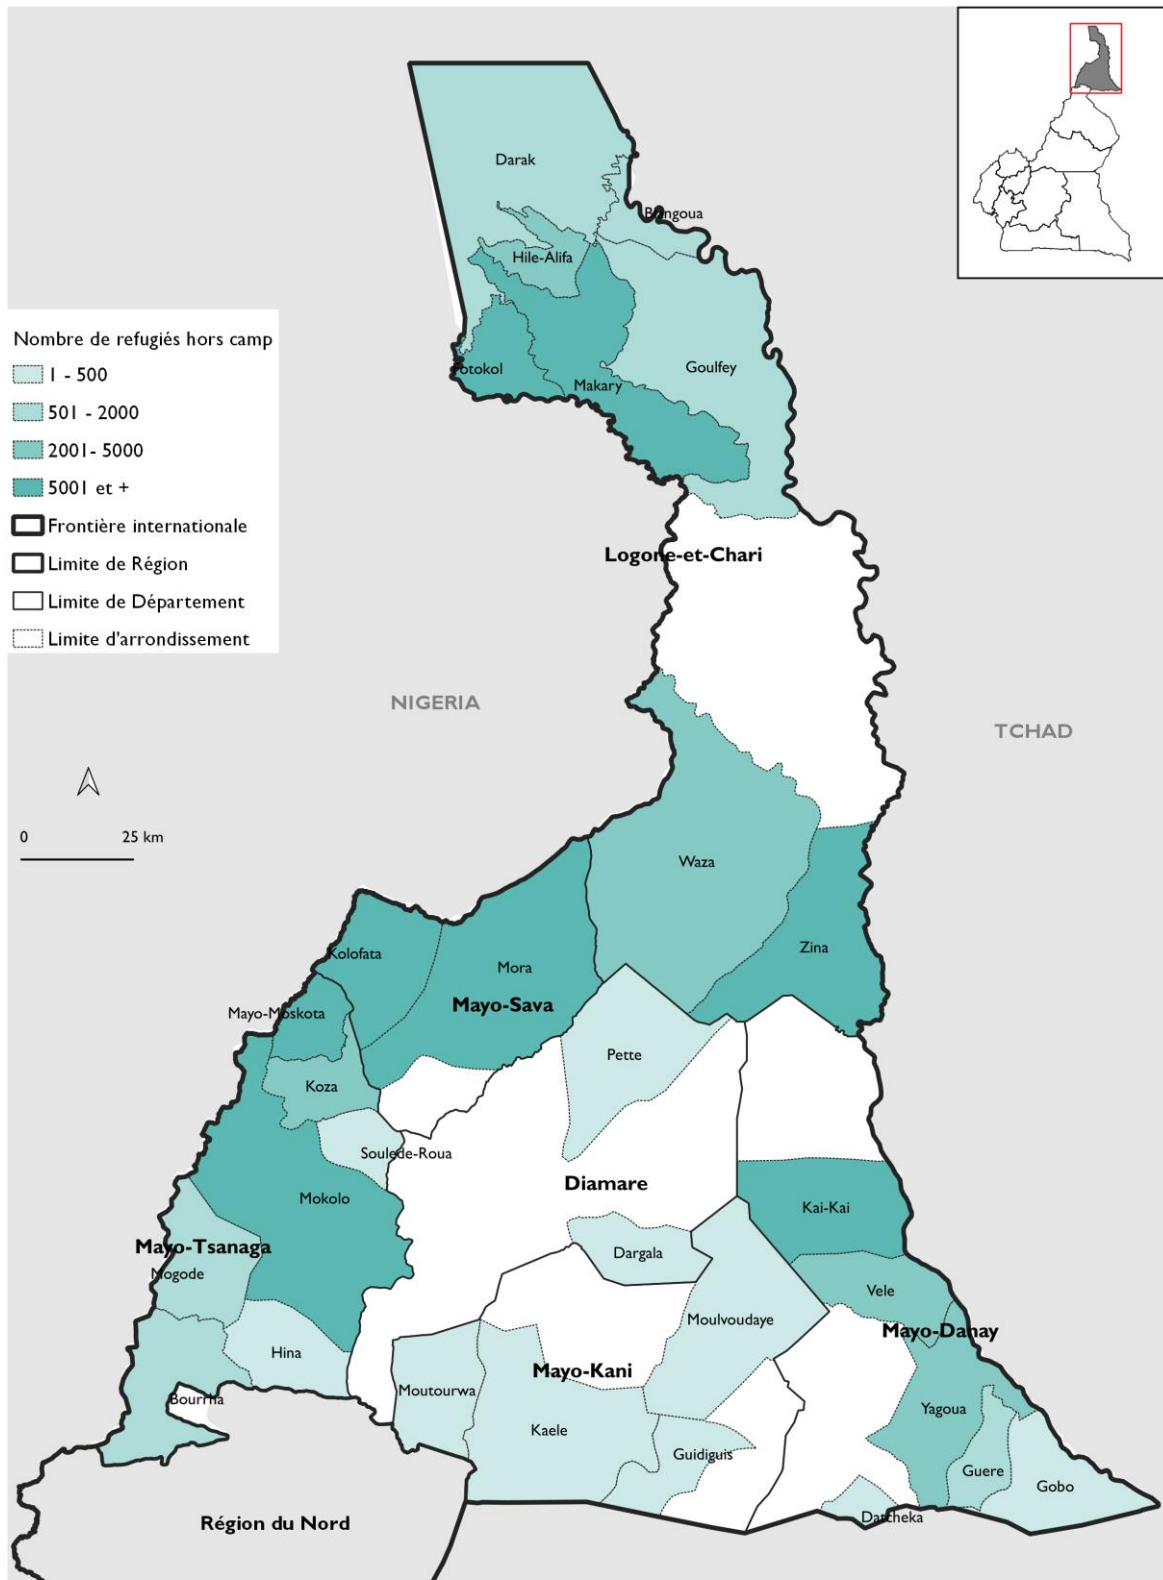 Darak
Blangoua
Hile-Alifa
Nombre de refugiés hors camp
1 - 500
501 - 2000
2001- 5000
5001 et +
Frontière internationale
Limite de Région
Limite de Département
Limite d'arrondissement
Fotokol
Makary
Goulfey
Logone-et-Chari
NIGERIA
TCHAD
0 25 km
Waza
Zina
Kolofata
Mora
Mayo-Sava
Mayo-Moskota
Pette
Koza
Soulede-Roua
Mokolo
Diamare
Kai-Kai
Mayo-Tsanaga
Mogode
Dargala
Vele
Moulvoudaye
Mayo-Danay
Hina
Mayo-Kani
Bourrha
Moutourwa
Kaele
Yagoua
Guidiguis
Guere
Gobo
Datcheka
Région du Nord